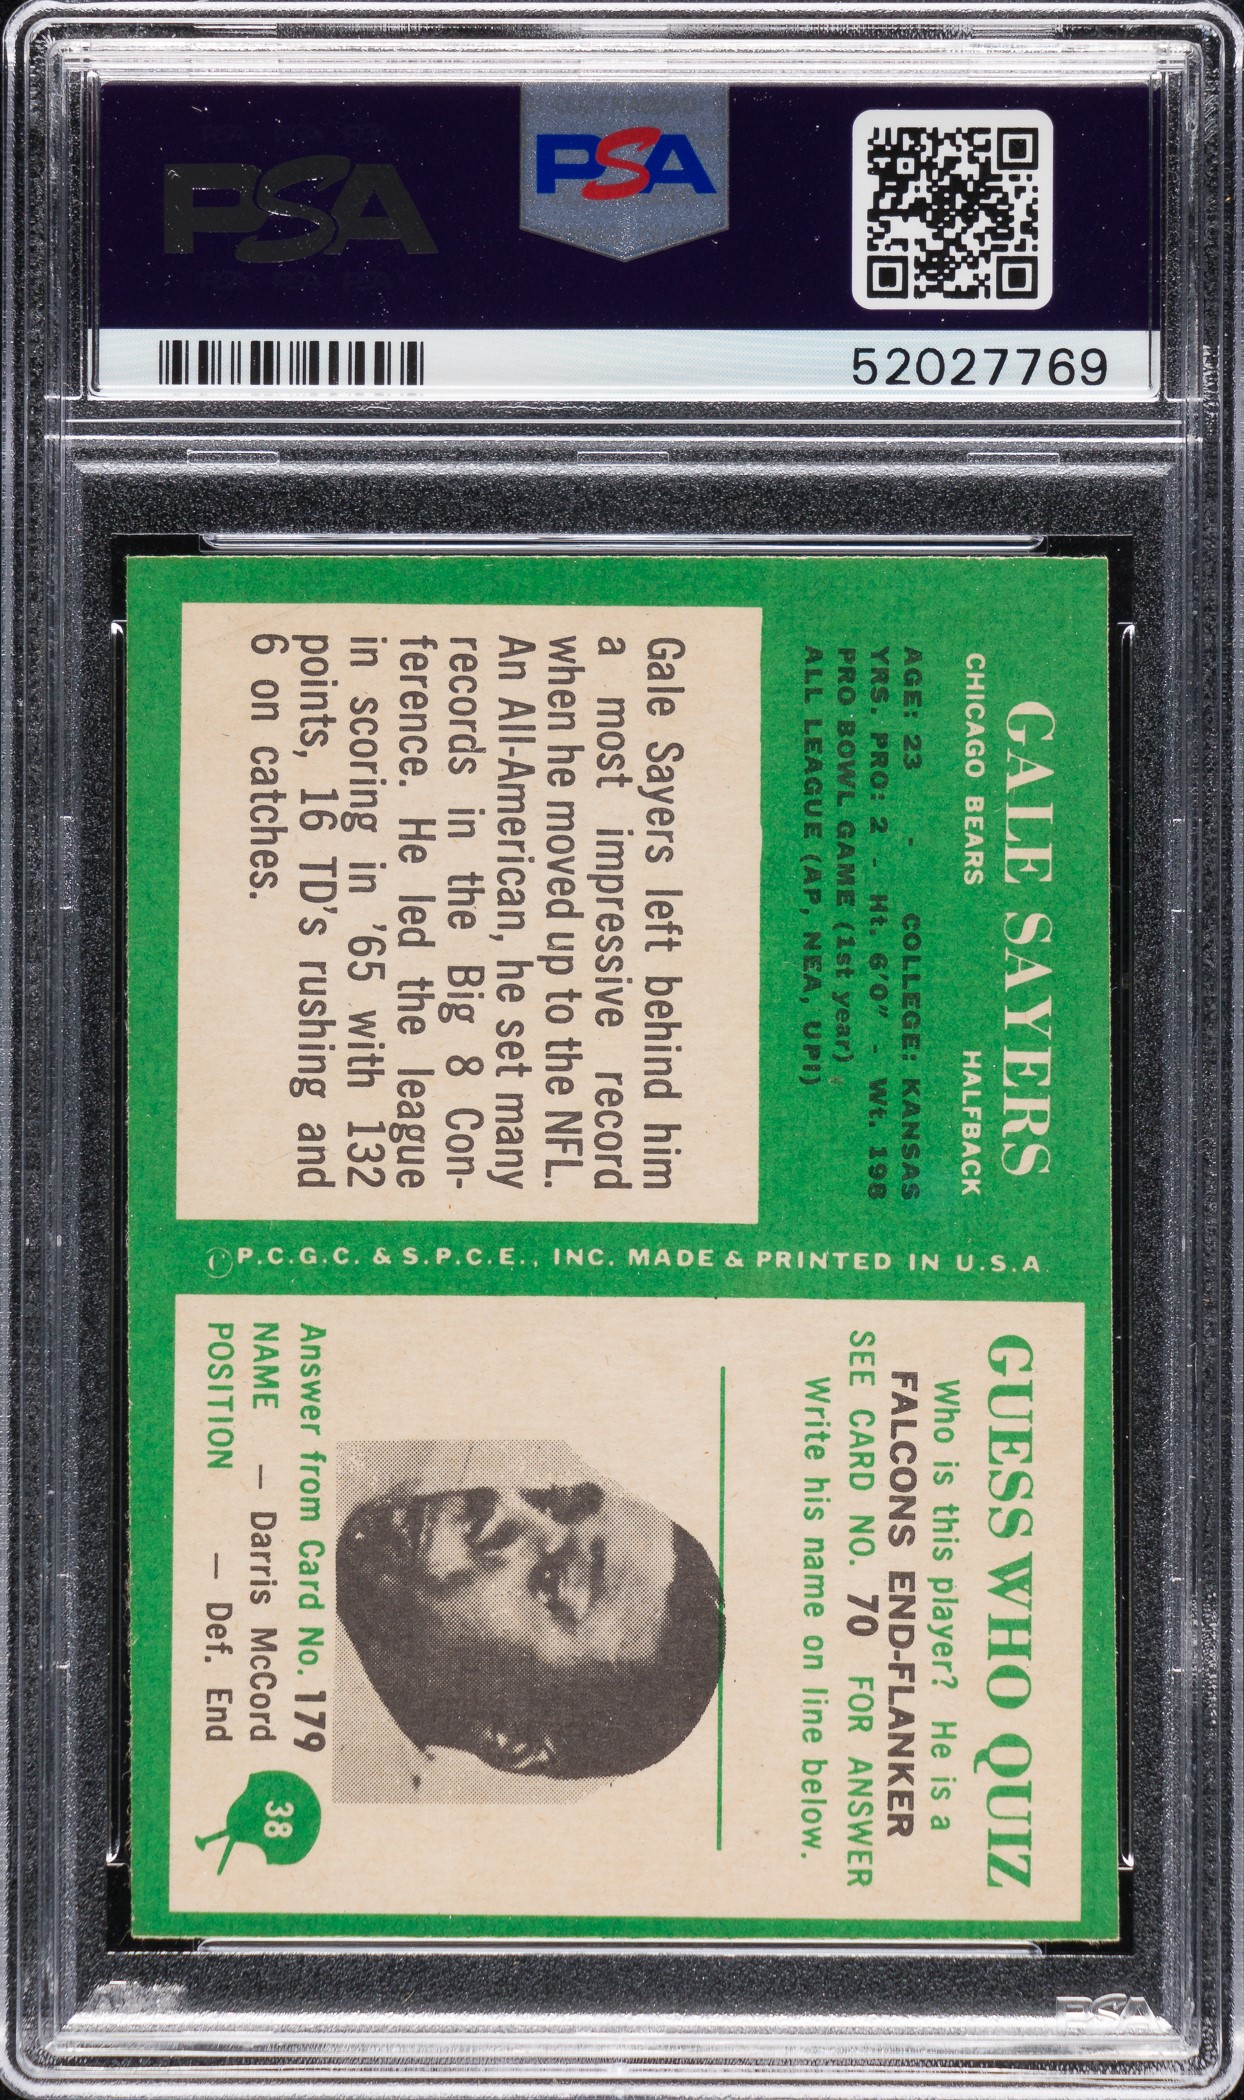 PSA
PSA
52027769
GALE SAYERS
CHICAGO BEARS HALFBACK
AGE: 23 - COLLEGE: KANSAS
YRS. PRO: 2 - Ht. 6'0" - Wt. 198
PRO BOWL GAME (1st year)
ALL LEAGUE (AP, NEA, UPI)
Gale Sayers left behind him
a most impressive record
when he moved up to the NFL.
An All-American, he set many
records in the Big 8 Con-
ference. He led the league
in scoring in '65 with 132
points, 16 TD's rushing and
6 on catches.
©P.C.G.C. & S.P.C.E., INC. MADE & PRINTED IN U.S.A.
GUESS WHO QUIZ
Who is this player? He is a
FALCONS END-FLANKER
SEE CARD NO. 70 FOR ANSWER
Write his name on line below.
Answer from Card No. 179
NAME — Darris McCord
POSITION — Def. End
38
PSA